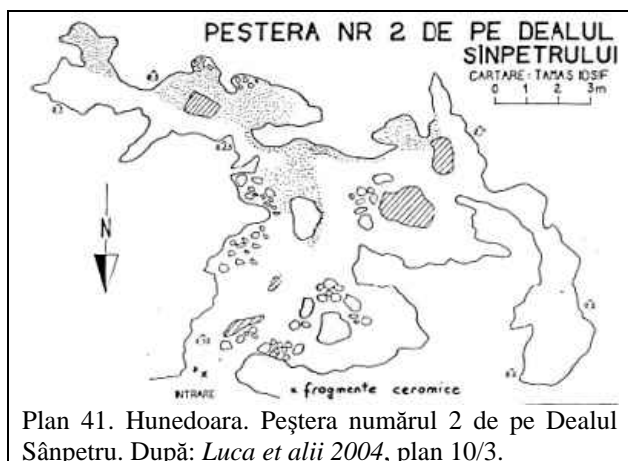 PEȘTERA NR 2 DE PE DEALUL
SÎNPETRULUI
CARTARE: TAMAS IOSIF
0 1 2 3m
N
INTRARE
x fragmente ceramice
Plan 41. Hunedoara. Peştera numărul 2 de pe Dealul
Sânpetru. După: Luca et alii 2004, plan 10/3.